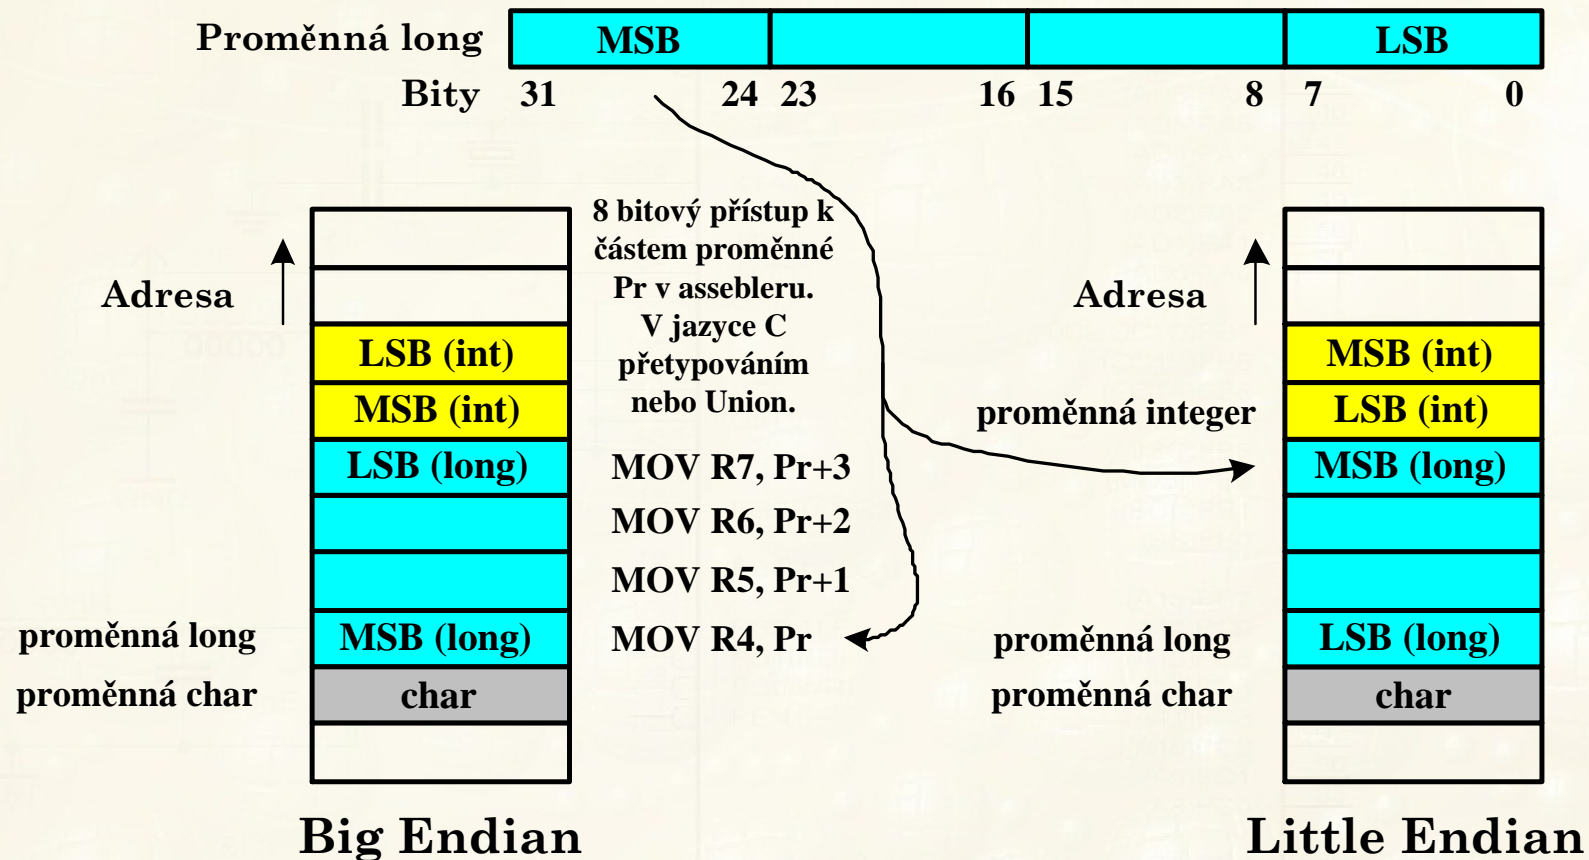 Proměnná long MSB LSB
Bity 31 24 23 16 15 8 7 0
8 bitový přístup k
částem proměnné
Pr v assebleru.
V jazyce C
přetypováním
nebo Union.
Adresa
LSB (int)
MSB (int)
LSB (long)
MOV R7, Pr+3
MOV R6, Pr+2
MOV R5, Pr+1
proměnná long MSB (long) MOV R4, Pr
proměnná char char
Big Endian
Adresa
MSB (int)
proměnná integer LSB (int)
MSB (long)
proměnná long LSB (long)
proměnná char char
Little Endian